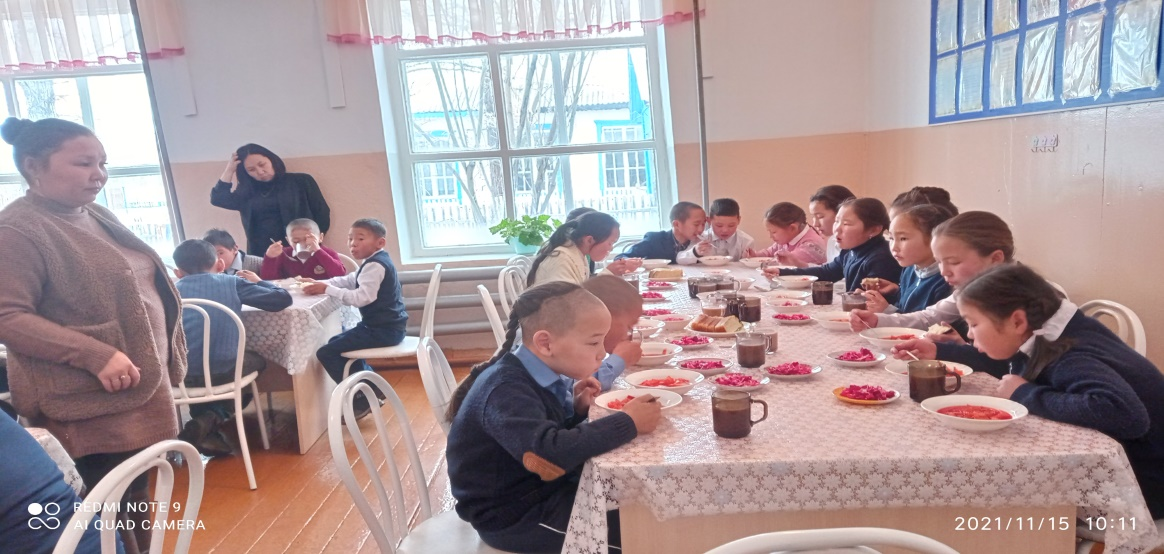 REDMI NOTE 9
AI QUAD CAMERA
2021/11/15 10:11